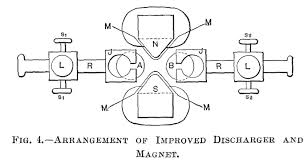 S₂ S₂
M M
N
L R A B R L
S
M M
S₁ S₁
FIG. 4.—ARRANGEMENT OF IMPROVED DISCHARGER AND
MAGNET.